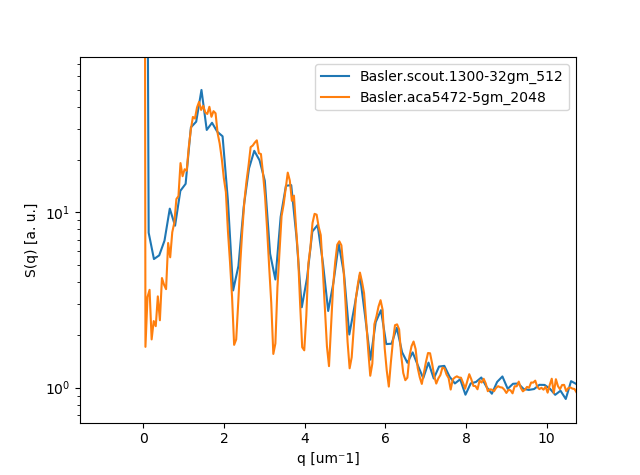 Basler.scout.1300-32gm_512
Basler.aca5472-5gm_2048
S(q) [a. u.]
10¹
10⁰
0 2 4 6 8 10
q [um⁻1]